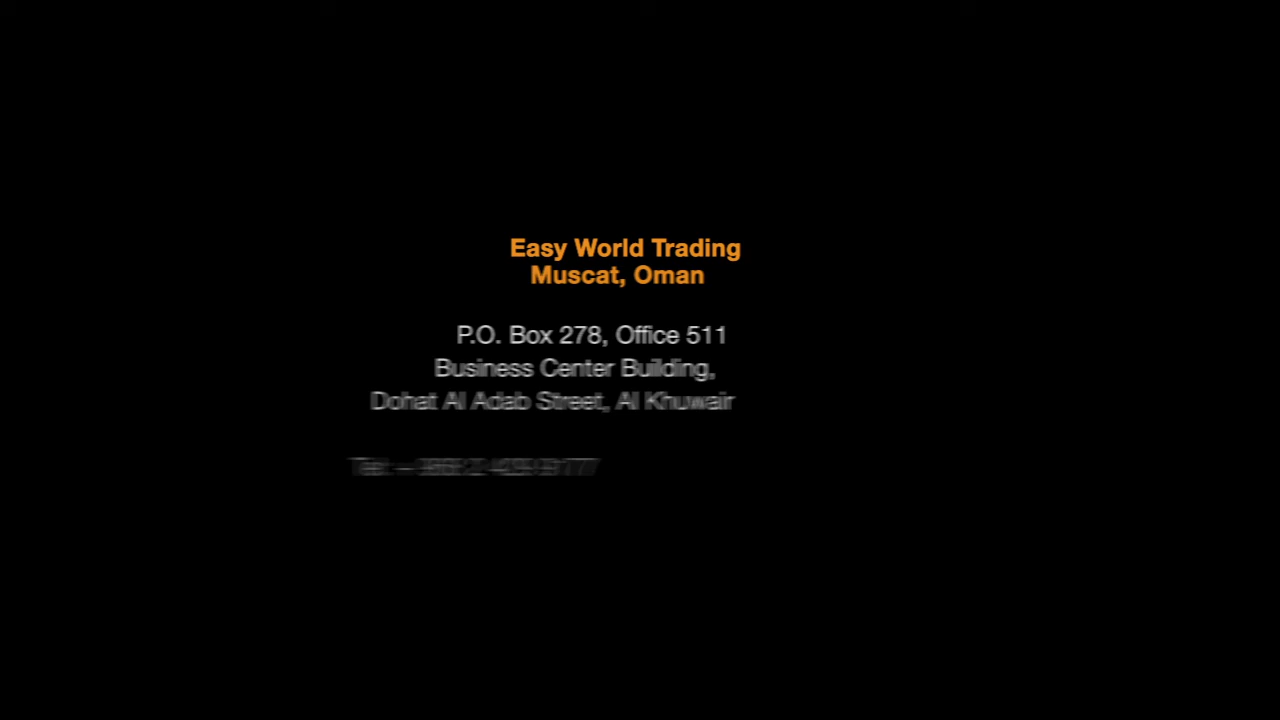 Easy World Trading
Muscat, Oman
P.O. Box 278, Office 511
Business Center Building,
Dohat Al Adab Street, Al Khuwair